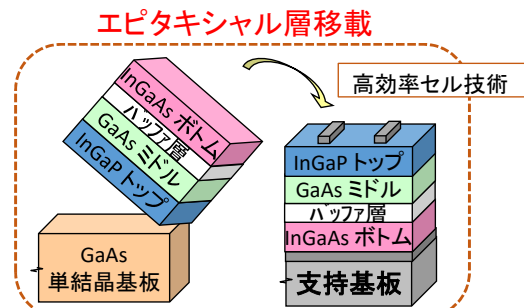 エピタキシャル層移載
高効率セル技術
InGaAs ボトム
バッファ層
GaAs ミドル
InGaP トップ
GaAs
単結晶基板
InGaP トップ
GaAs ミドル
バッファ層
InGaAs ボトム
支持基板